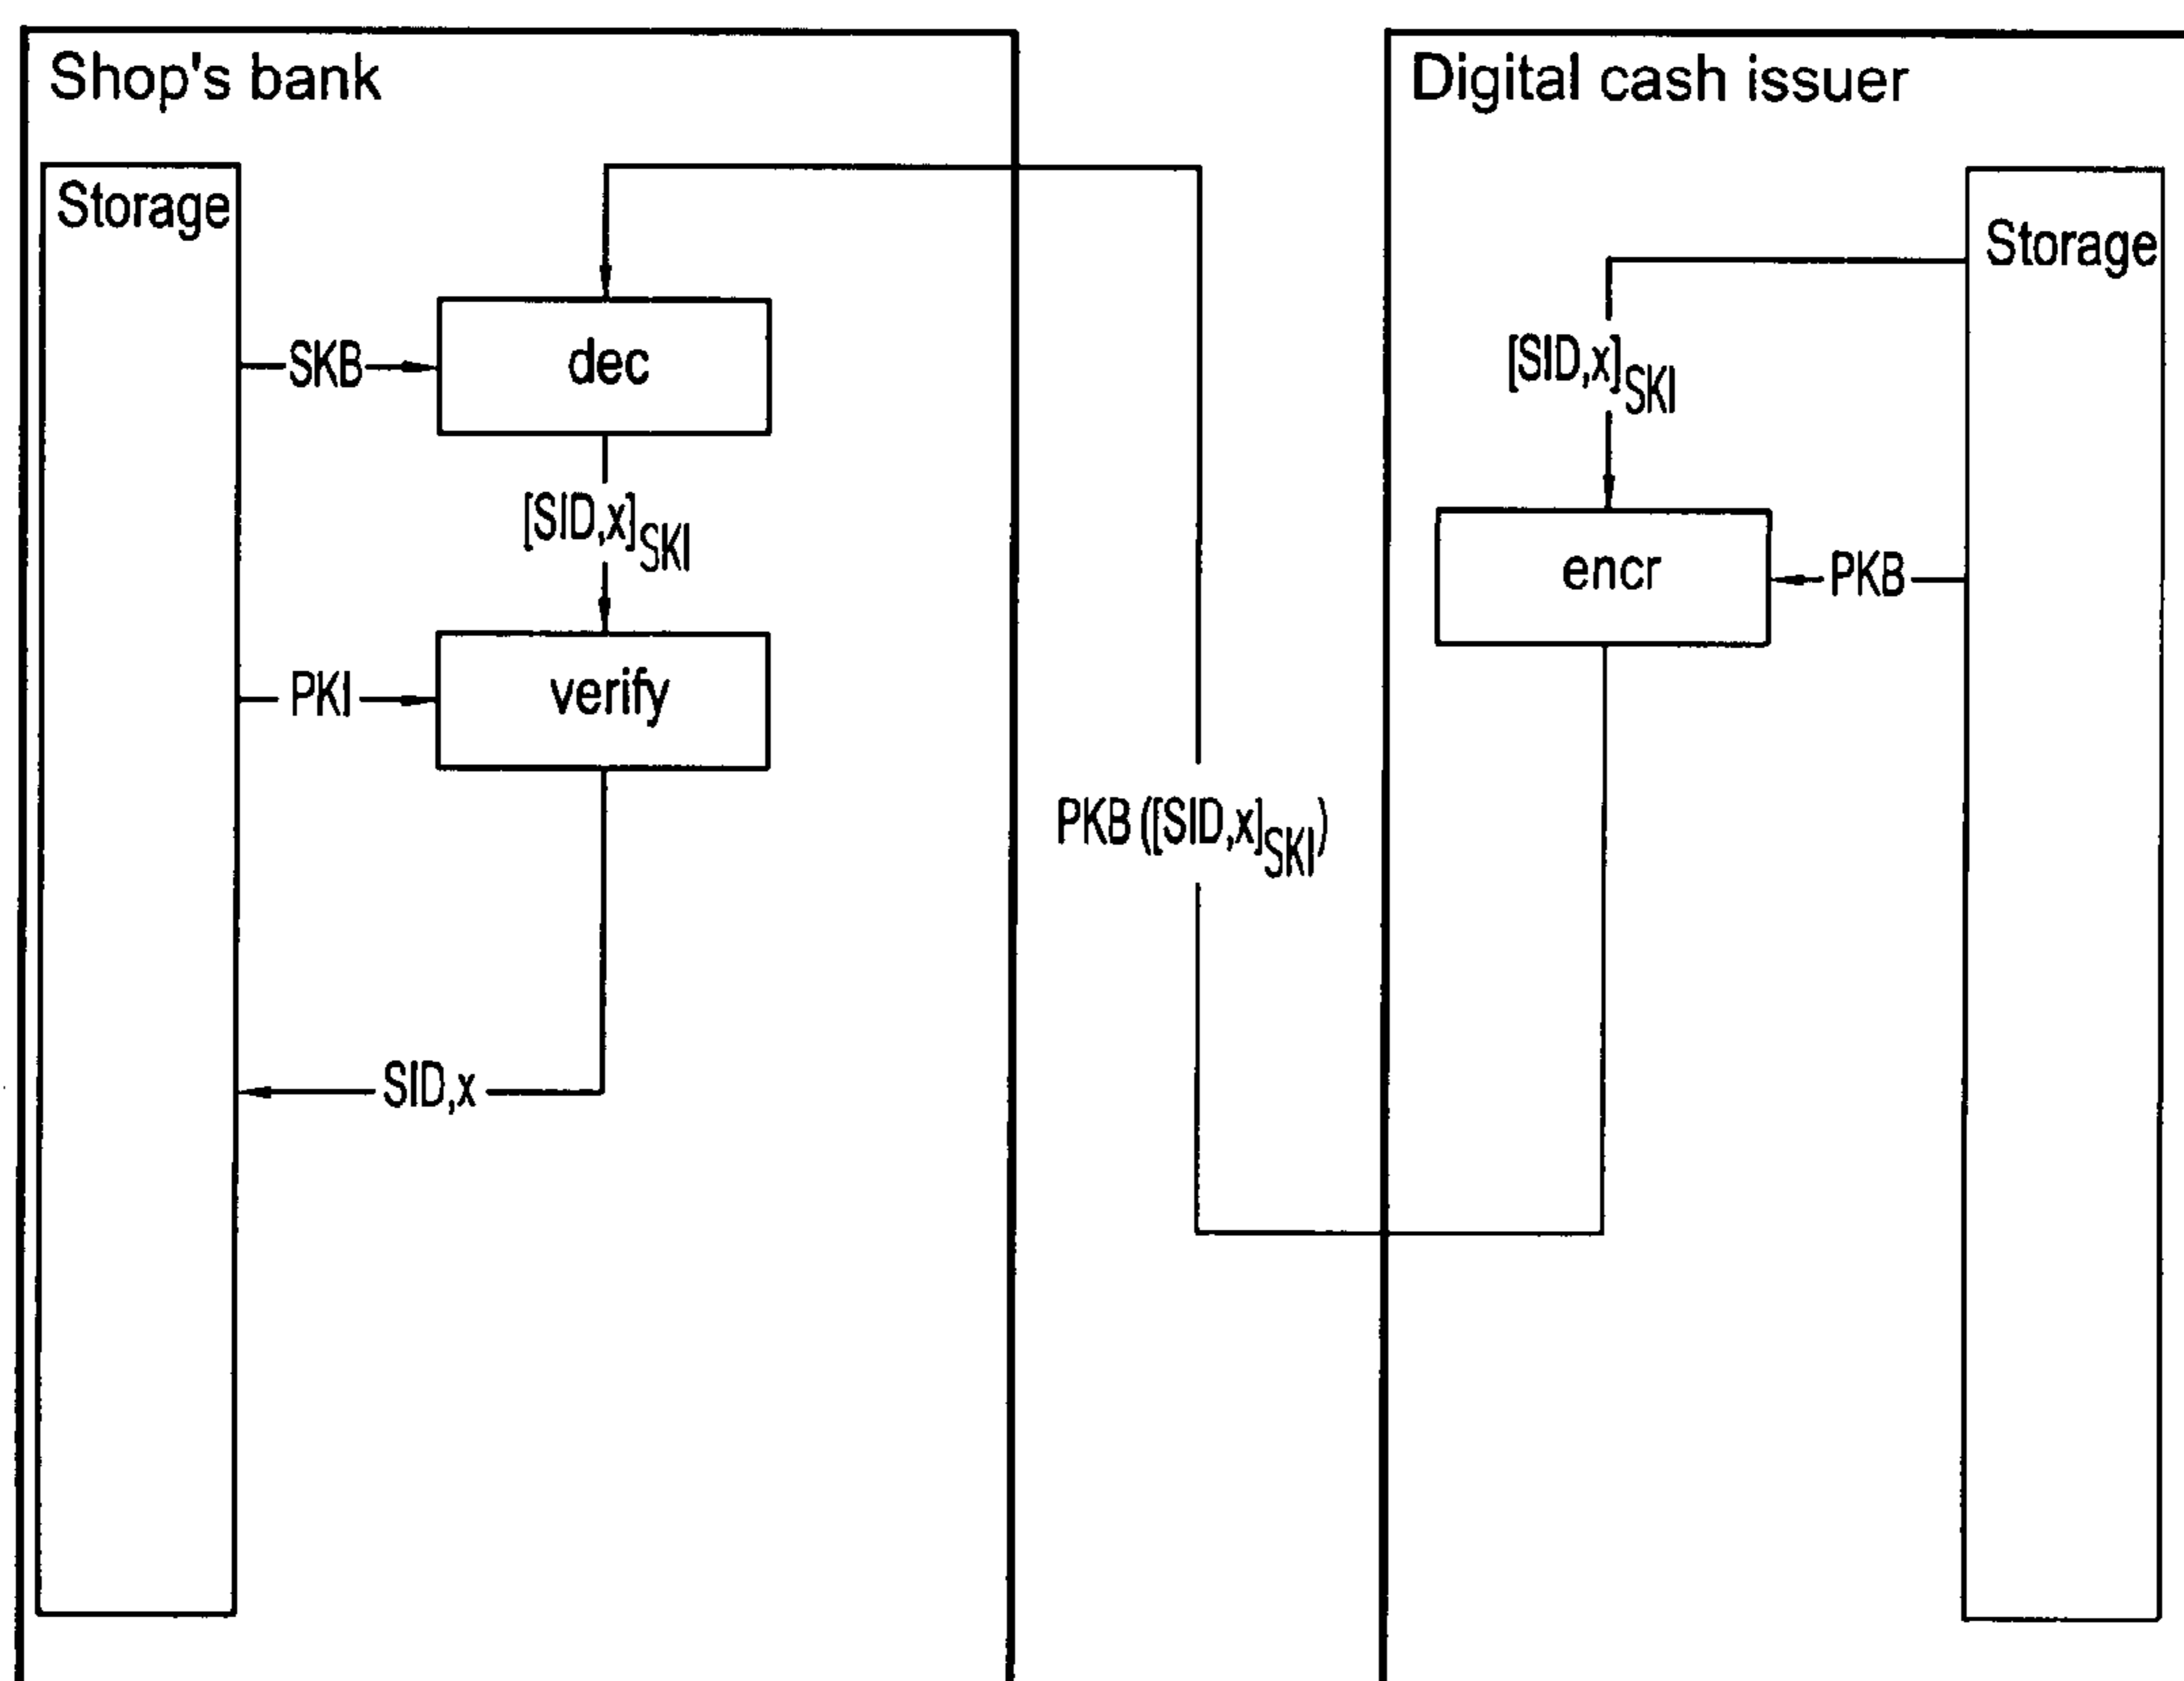 Shop's bank
Storage
SKB
dec
[SID,x]SKI
PKI
verify
SID,x
PKB ([SID,x]SKI)
Digital cash issuer
Storage
[SID,x]SKI
encr
PKB